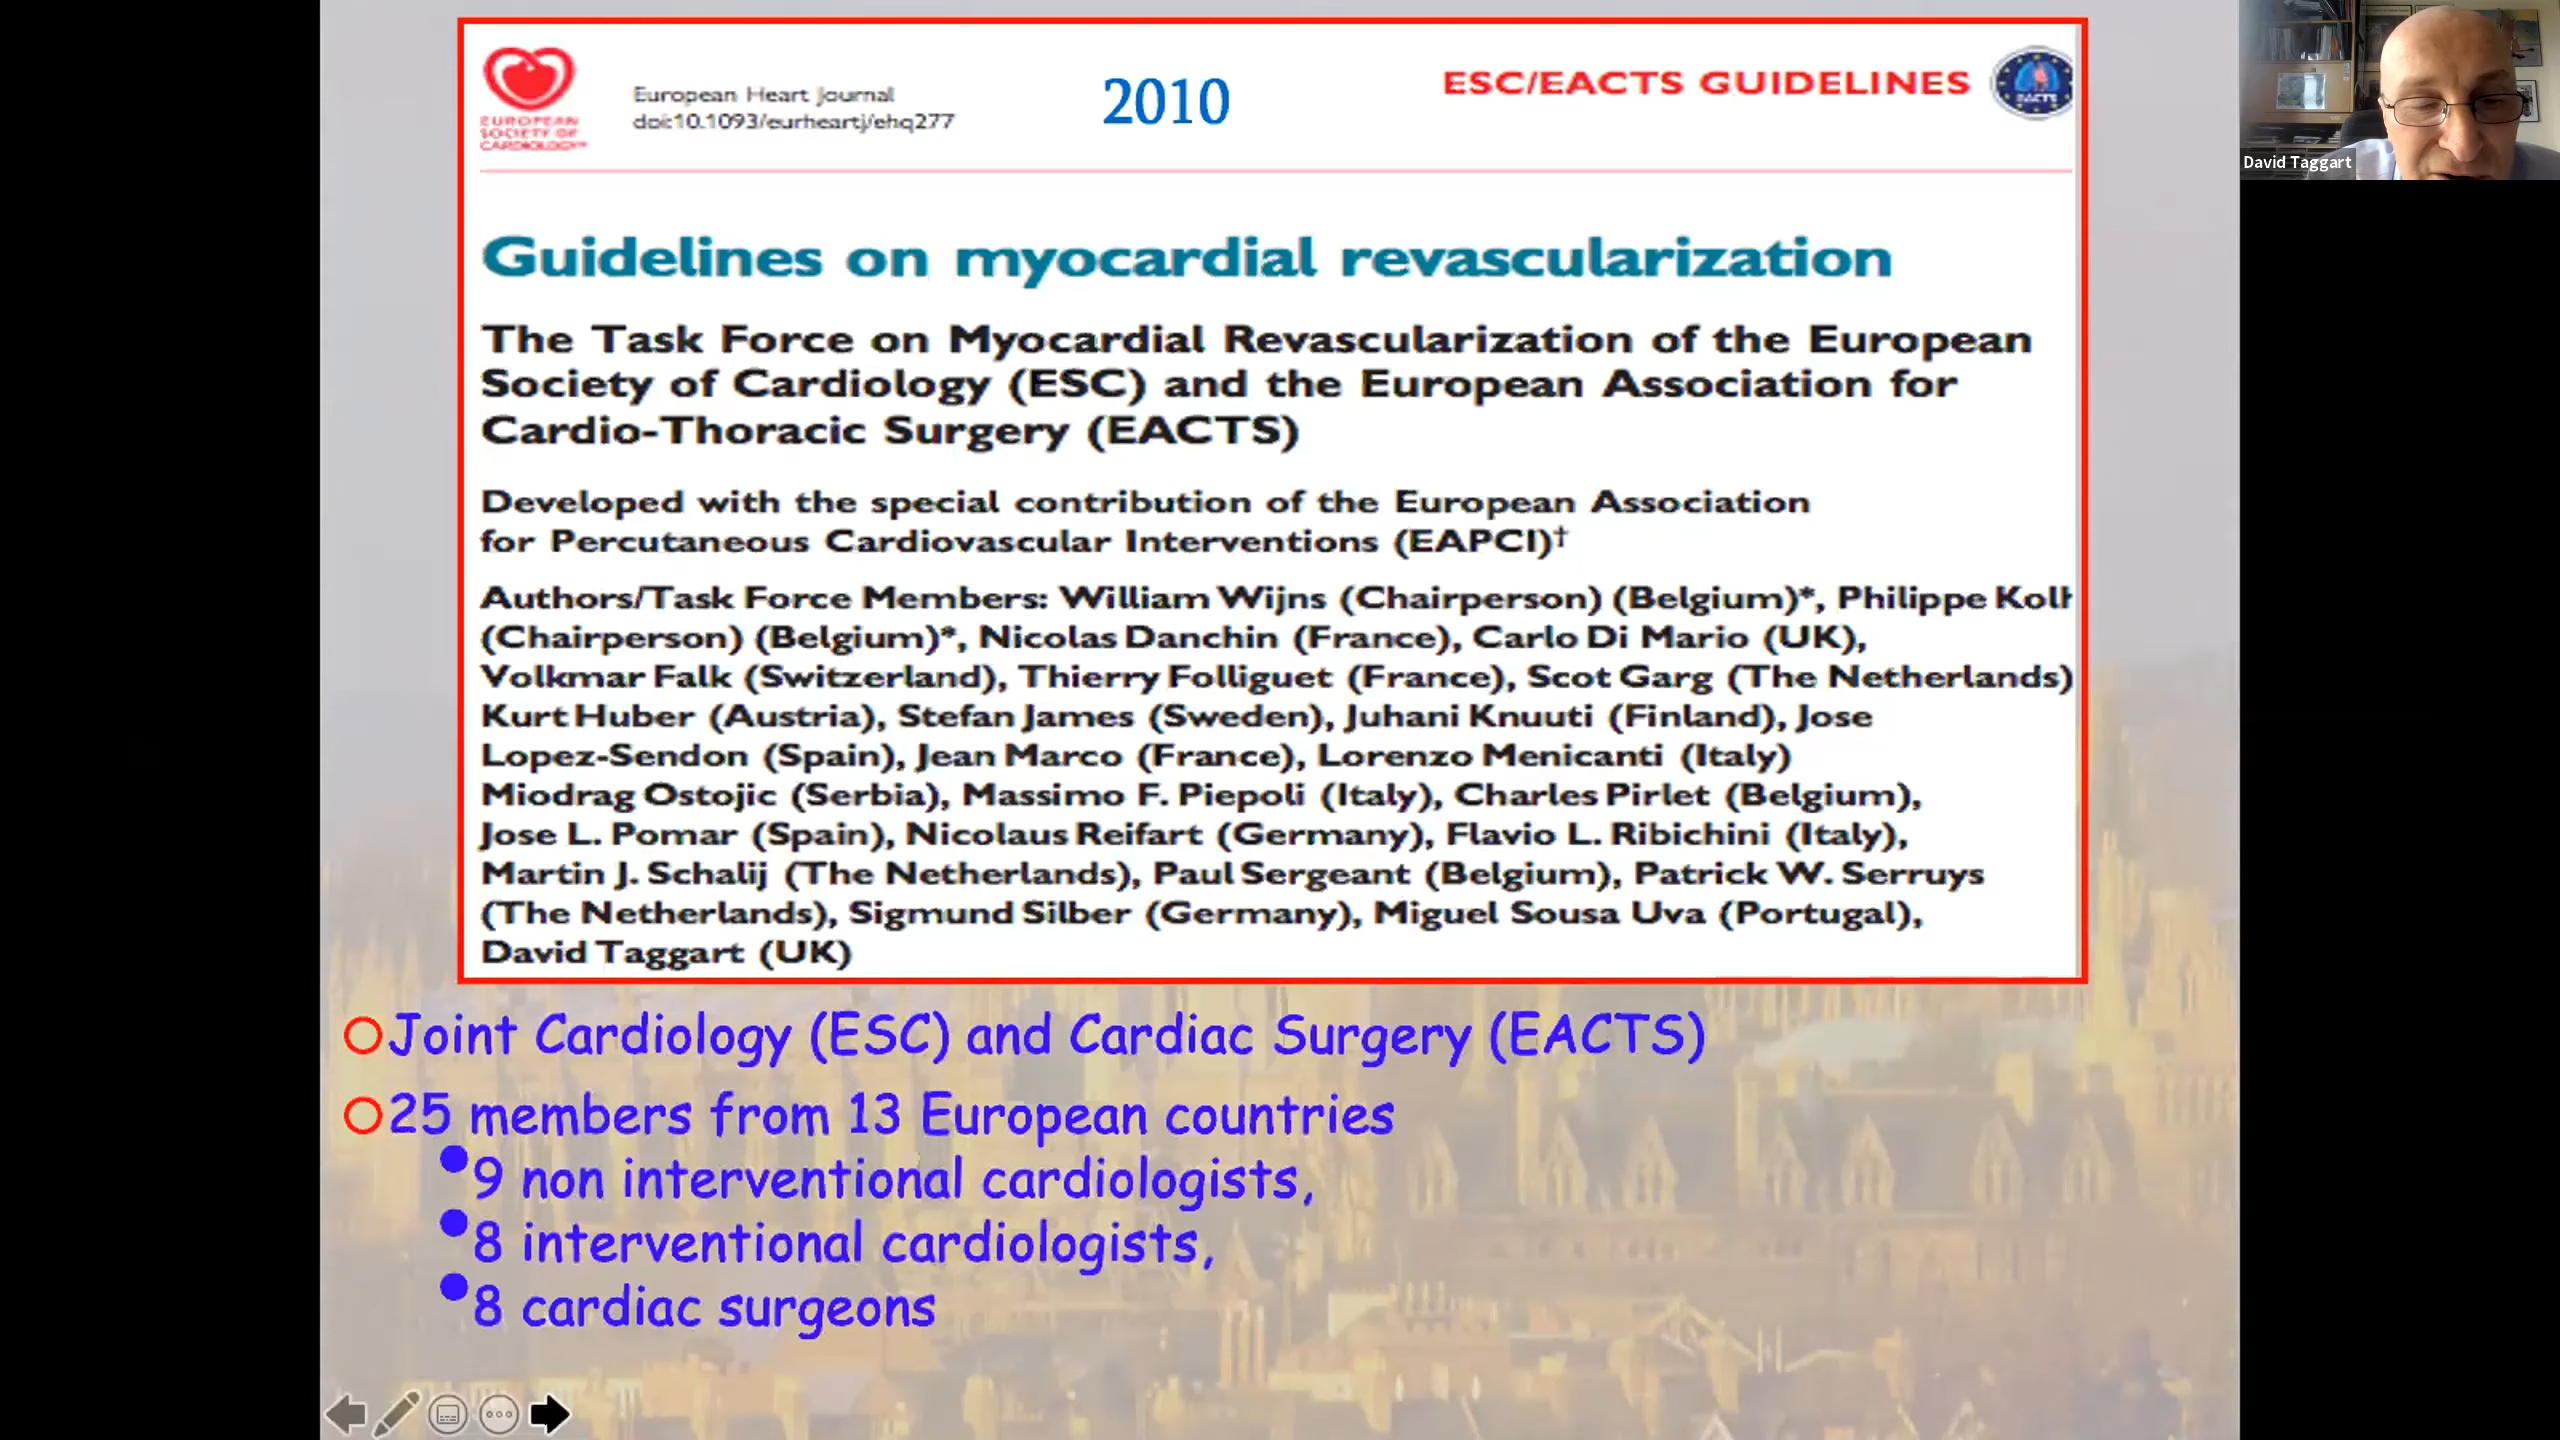 EUROPEAN
SOCIETY OF
CARDIOLOGY
European Heart Journal
doi:10.1093/eurheartj/ehq277
2010
ESC/EACTS GUIDELINES
EACTS
David Taggart
Guidelines on myocardial revascularization
The Task Force on Myocardial Revascularization of the European
Society of Cardiology (ESC) and the European Association for
Cardio-Thoracic Surgery (EACTS)
Developed with the special contribution of the European Association
for Percutaneous Cardiovascular Interventions (EAPCI)†
Authors/Task Force Members: William Wijns (Chairperson) (Belgium)*, Philippe
(Chairperson) (Belgium)*, Nicolas Danchin (France), Carlo Di Mario (UK),
Volkmar Falk (Switzerland), Thierry Folliguet (France), Scot Garg (The Netherlands)
Kurt Huber (Austria), Stefan James (Sweden), Juhani Knuuti (Finland), Jose
Lopez-Sendon (Spain), Jean Marco (France), Lorenzo Menicanti (Italy)
Miodrag Ostojic (Serbia), Massimo F. Piepoli (Italy), Charles Pirlet (Belgium),
Jose L. Pomar (Spain), Nicolaus Reifart (Germany), Flavio L. Ribichini (Italy),
Martin J. Schalij (The Netherlands), Paul Sergeant (Belgium), Patrick W. Serruys
(The Netherlands), Sigmund Silber (Germany), Miguel Sousa Uva (Portugal),
David Taggart (UK)
Joint Cardiology (ESC) and Cardiac Surgery (EACTS)
25 members from 13 European countries
9 non interventional cardiologists,
8 interventional cardiologists,
8 cardiac surgeons